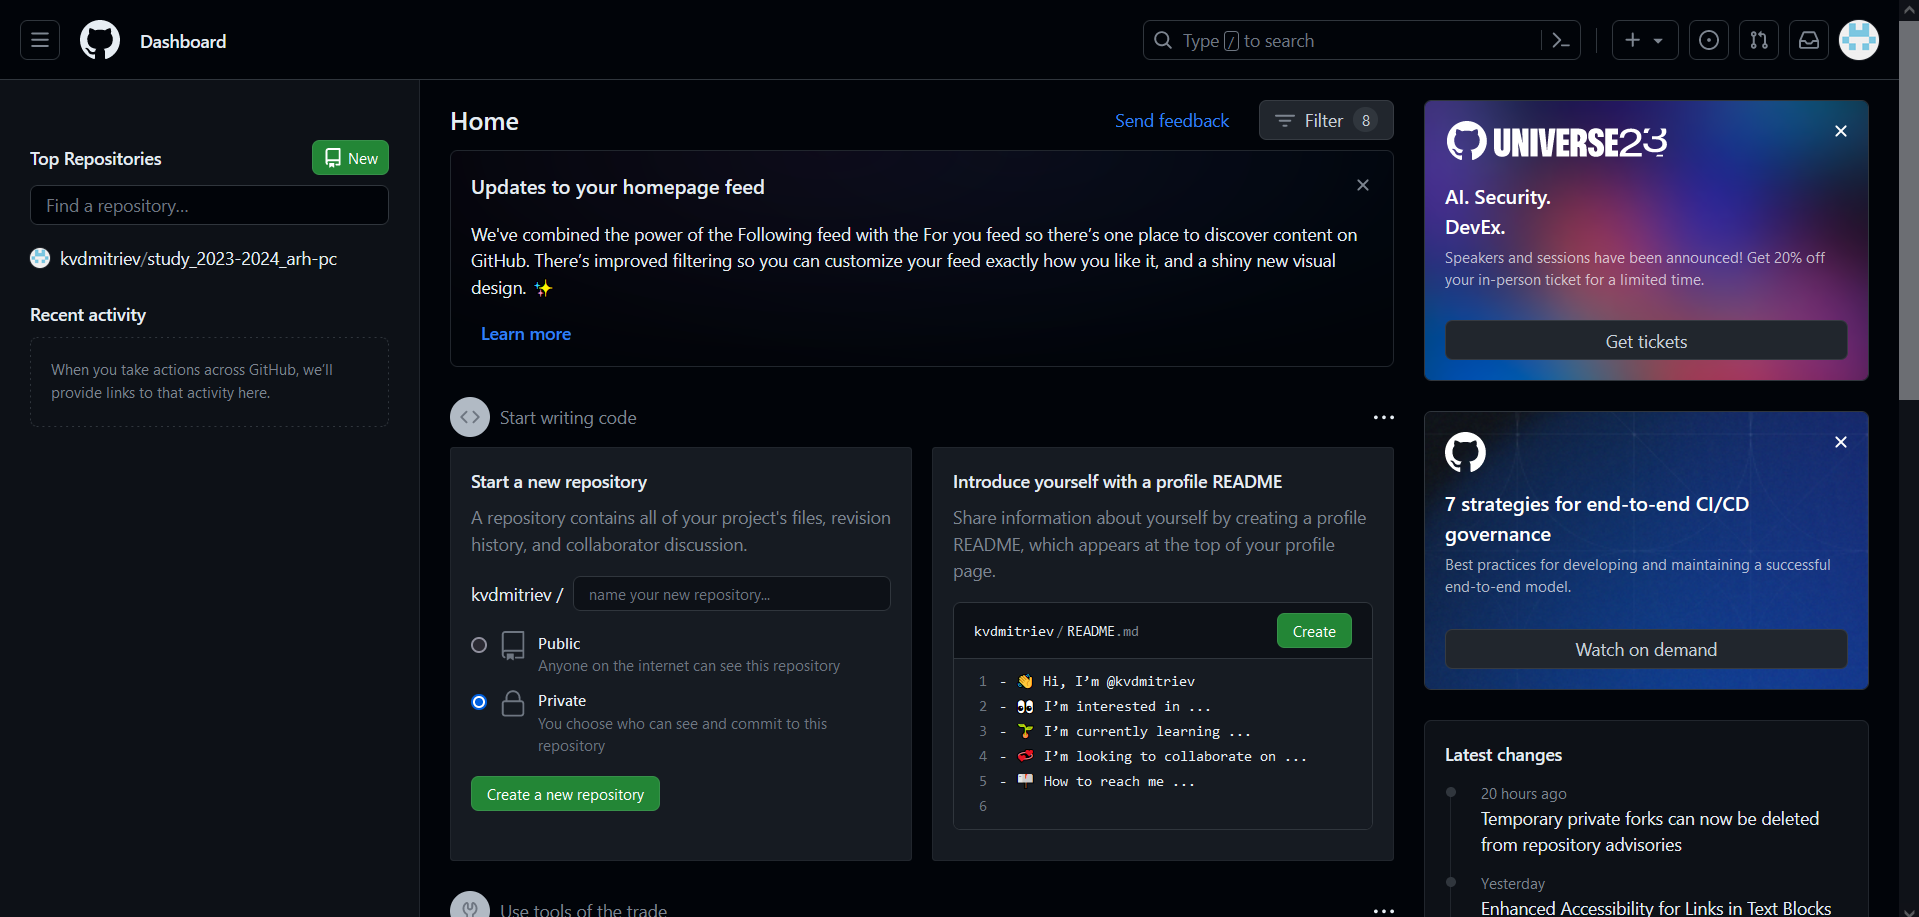 Dashboard
Type / to search
Top Repositories
New
Find a repository...
kvdmitriev/study_2023-2024_arh-pc
Recent activity
When you take actions across GitHub, we'll
provide links to that activity here.
Home
Send feedback
Filter 8
Updates to your homepage feed
We've combined the power of the Following feed with the For you feed so there's one place to discover content on
GitHub. There's improved filtering so you can customize your feed exactly how you like it, and a shiny new visual
design. ✨
Learn more
Start writing code
Start a new repository
A repository contains all of your project's files, revision
history, and collaborator discussion.
kvdmitriev /
name your new repository...
Public
Anyone on the internet can see this repository
Private
You choose who can see and commit to this
repository
Create a new repository
Introduce yourself with a profile README
Share information about yourself by creating a profile
README, which appears at the top of your profile
page.
kvdmitriev / README.md
Create
1 - 👋 Hi, I'm @kvdmitriev
2 - 👀 I'm interested in ...
3 - 🌱 I'm currently learning ...
4 - 💞️ I'm looking to collaborate on ...
5 - 📫 How to reach me ...
6
Use tools of the trade
UNIVERSE23
AI. Security.
DevEx.
Speakers and sessions have been announced! Get 20% off
your in-person ticket for a limited time.
Get tickets
7 strategies for end-to-end CI/CD
governance
Best practices for developing and maintaining a successful
end-to-end model.
Watch on demand
Latest changes
20 hours ago
Temporary private forks can now be deleted
from repository advisories
Yesterday
Enhanced Accessibility for Links in Text Blocks